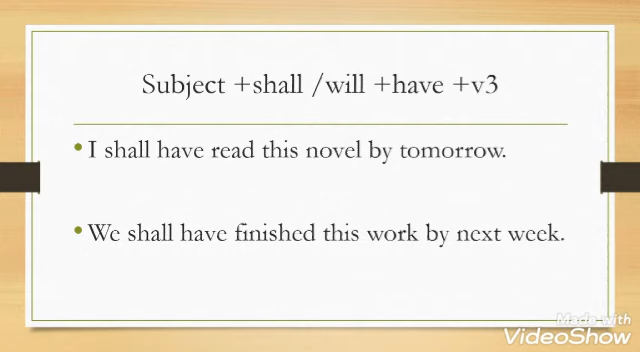 Subject +shall /will +have +v3
• I shall have read this novel by tomorrow.
• We shall have finished this work by next week.
Made with
VideoShow